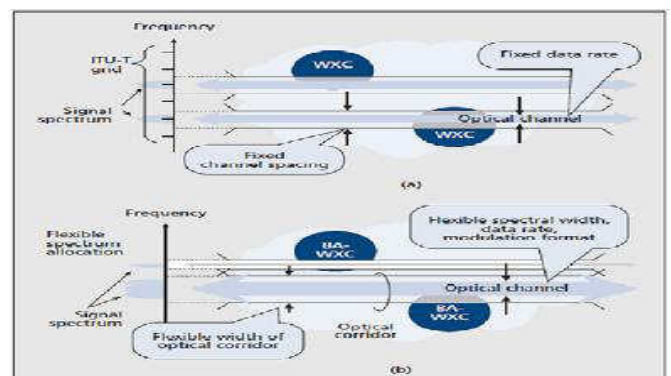 Frequency
ITU-T
grid
Signal
spectrum
WXC
Fixed data rate
Optical channel
WXC
Fixed
channel spacing
(a)
Frequency
Flexible
spectrum
allocation
Signal
spectrum
BA-
WXC
Flexible spectral width,
data rate,
modulation format
Optical channel
BA-
WXC
Flexible width of
optical corridor
Optical
corridor
(b)